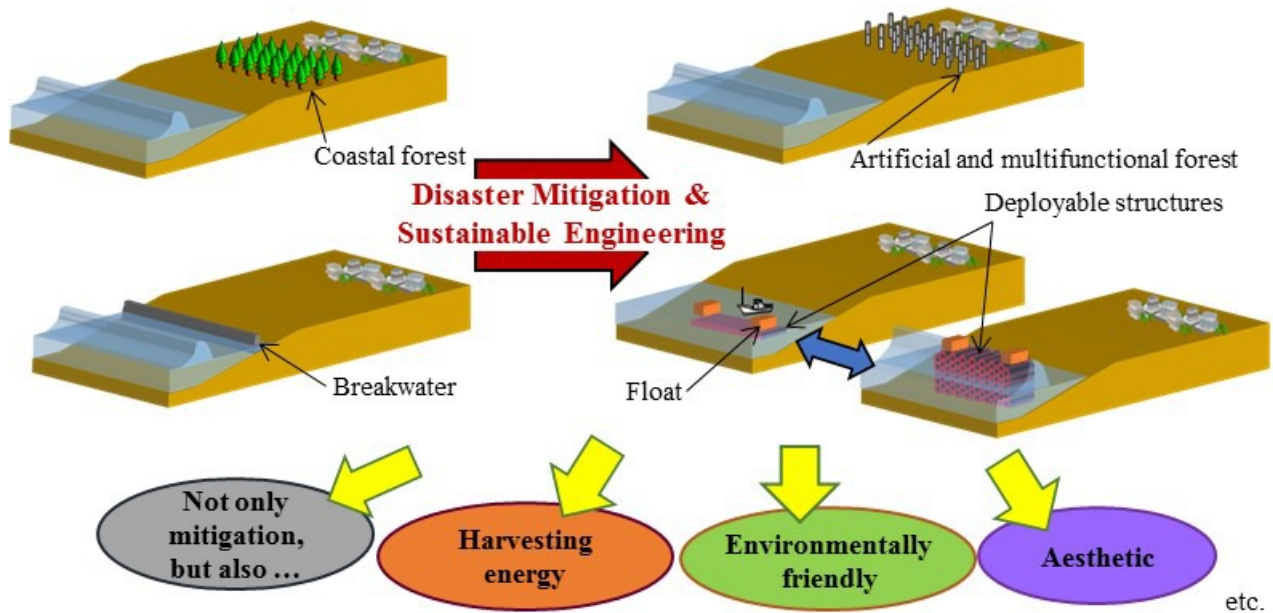 Coastal forest
Artificial and multifunctional forest
Disaster Mitigation &
Sustainable Engineering
Deployable structures
Breakwater
Float
Not only
mitigation,
but also ...
Harvesting
energy
Environmentally
friendly
Aesthetic
etc.